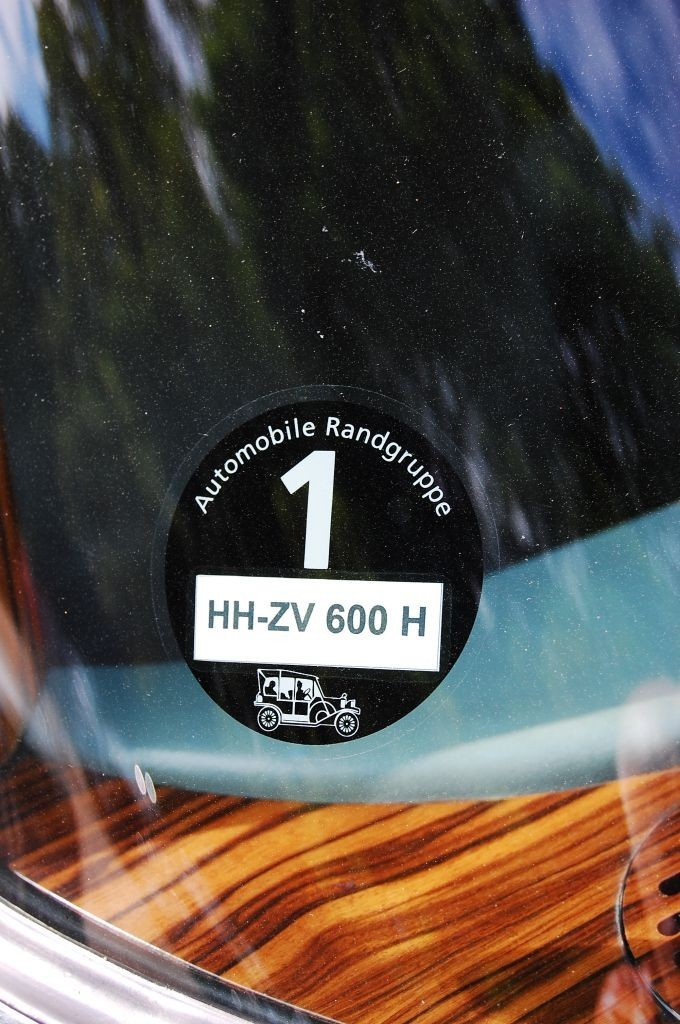 Automobile Randgruppe
1
HH-ZV 600 H